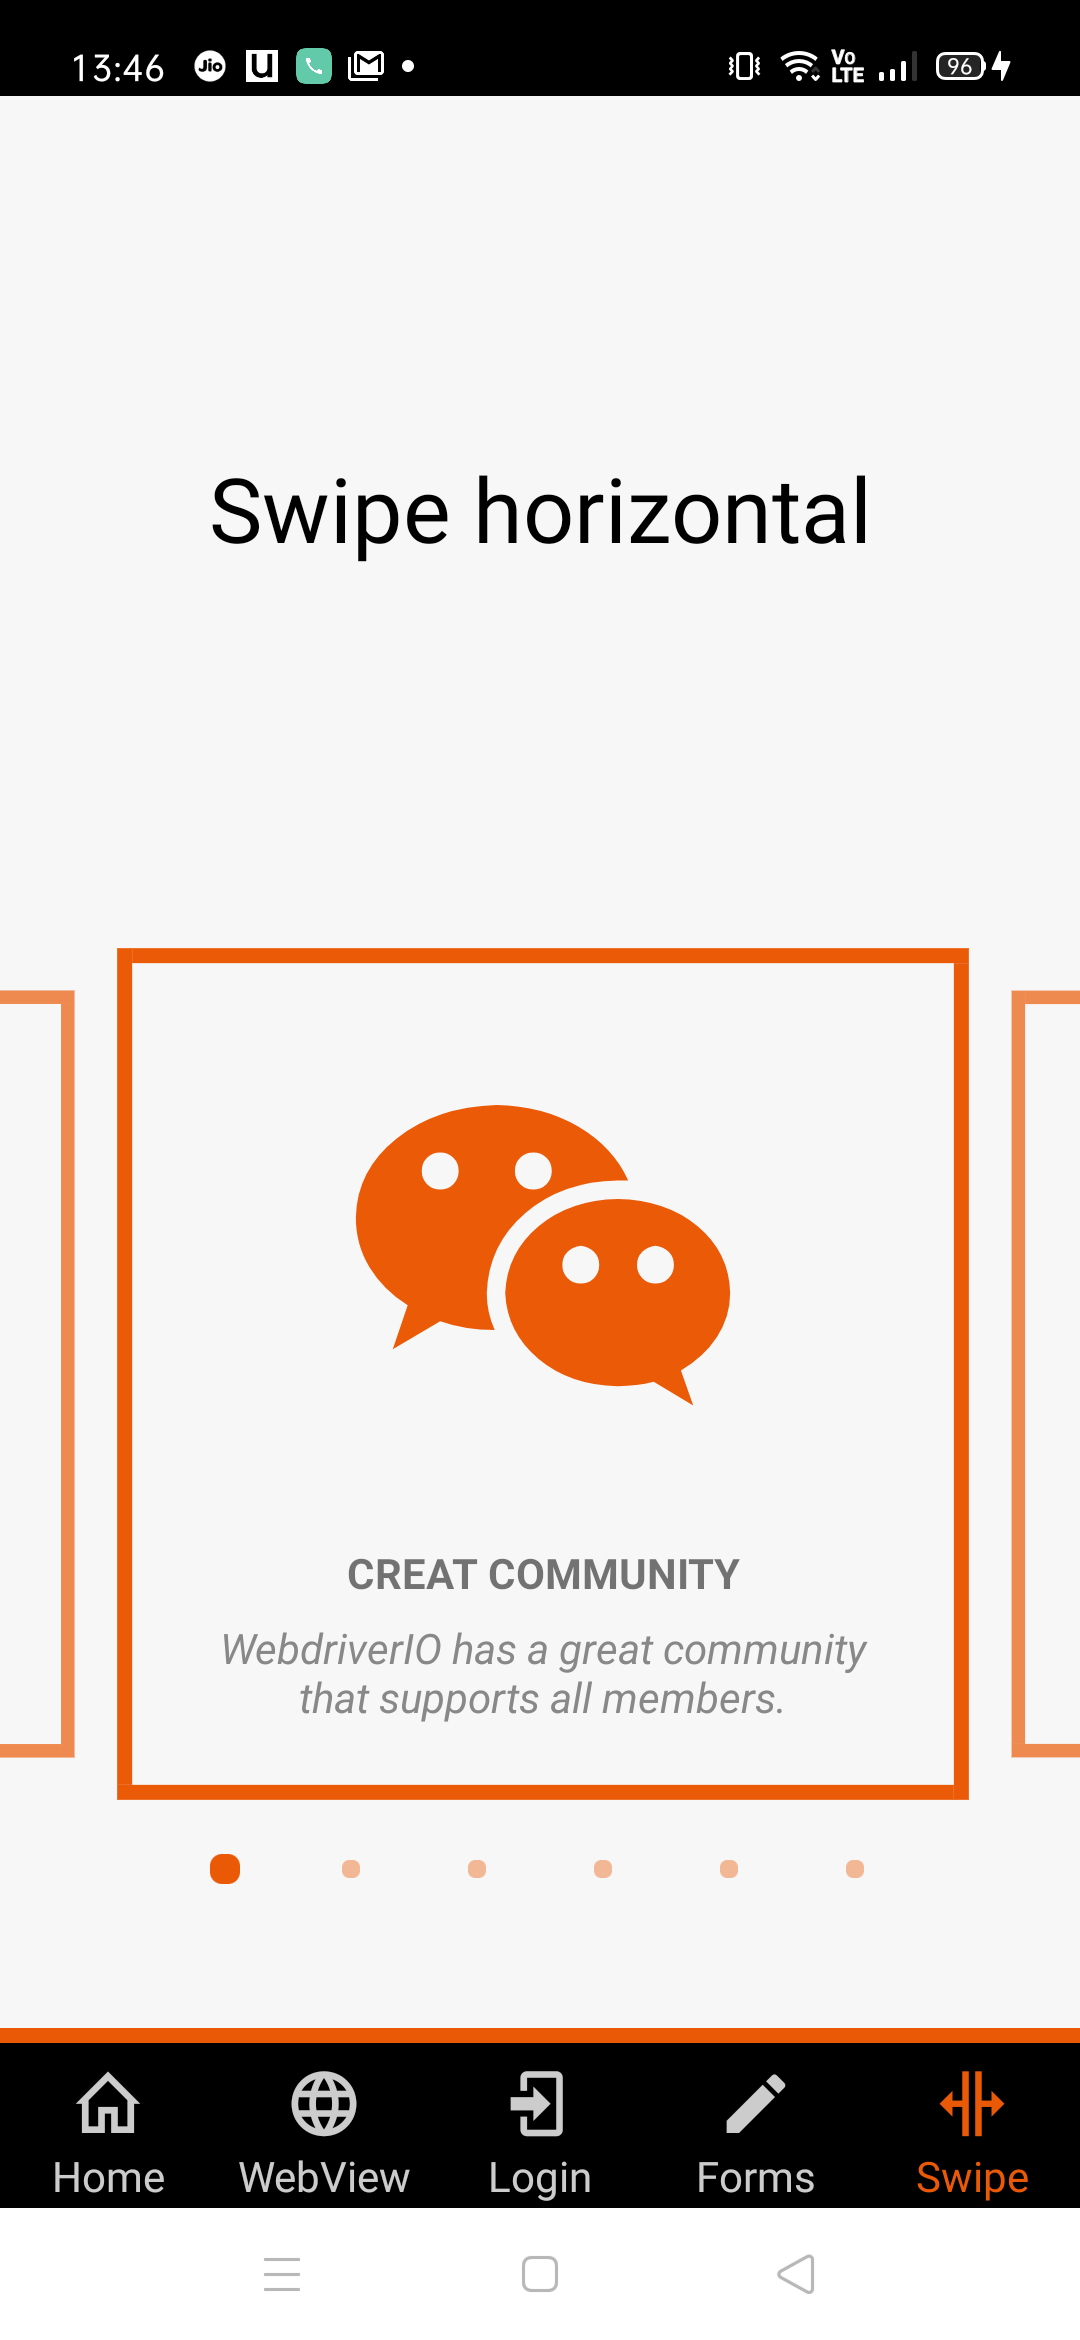 13:46 Jio U Vo LTE 96
Swipe horizontal
CREAT COMMUNITY
WebdriverIO has a great community
that supports all members.
Home WebView Login Forms Swipe